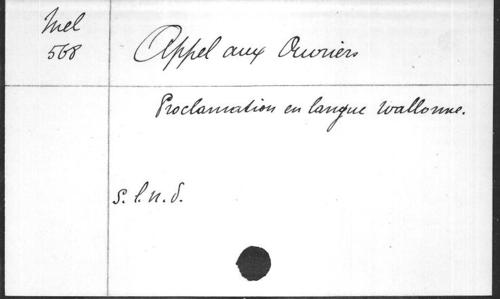 Mel
568
Appel aux Ouvriers
Proclamation en langue Wallonne.
s. l. n. d.